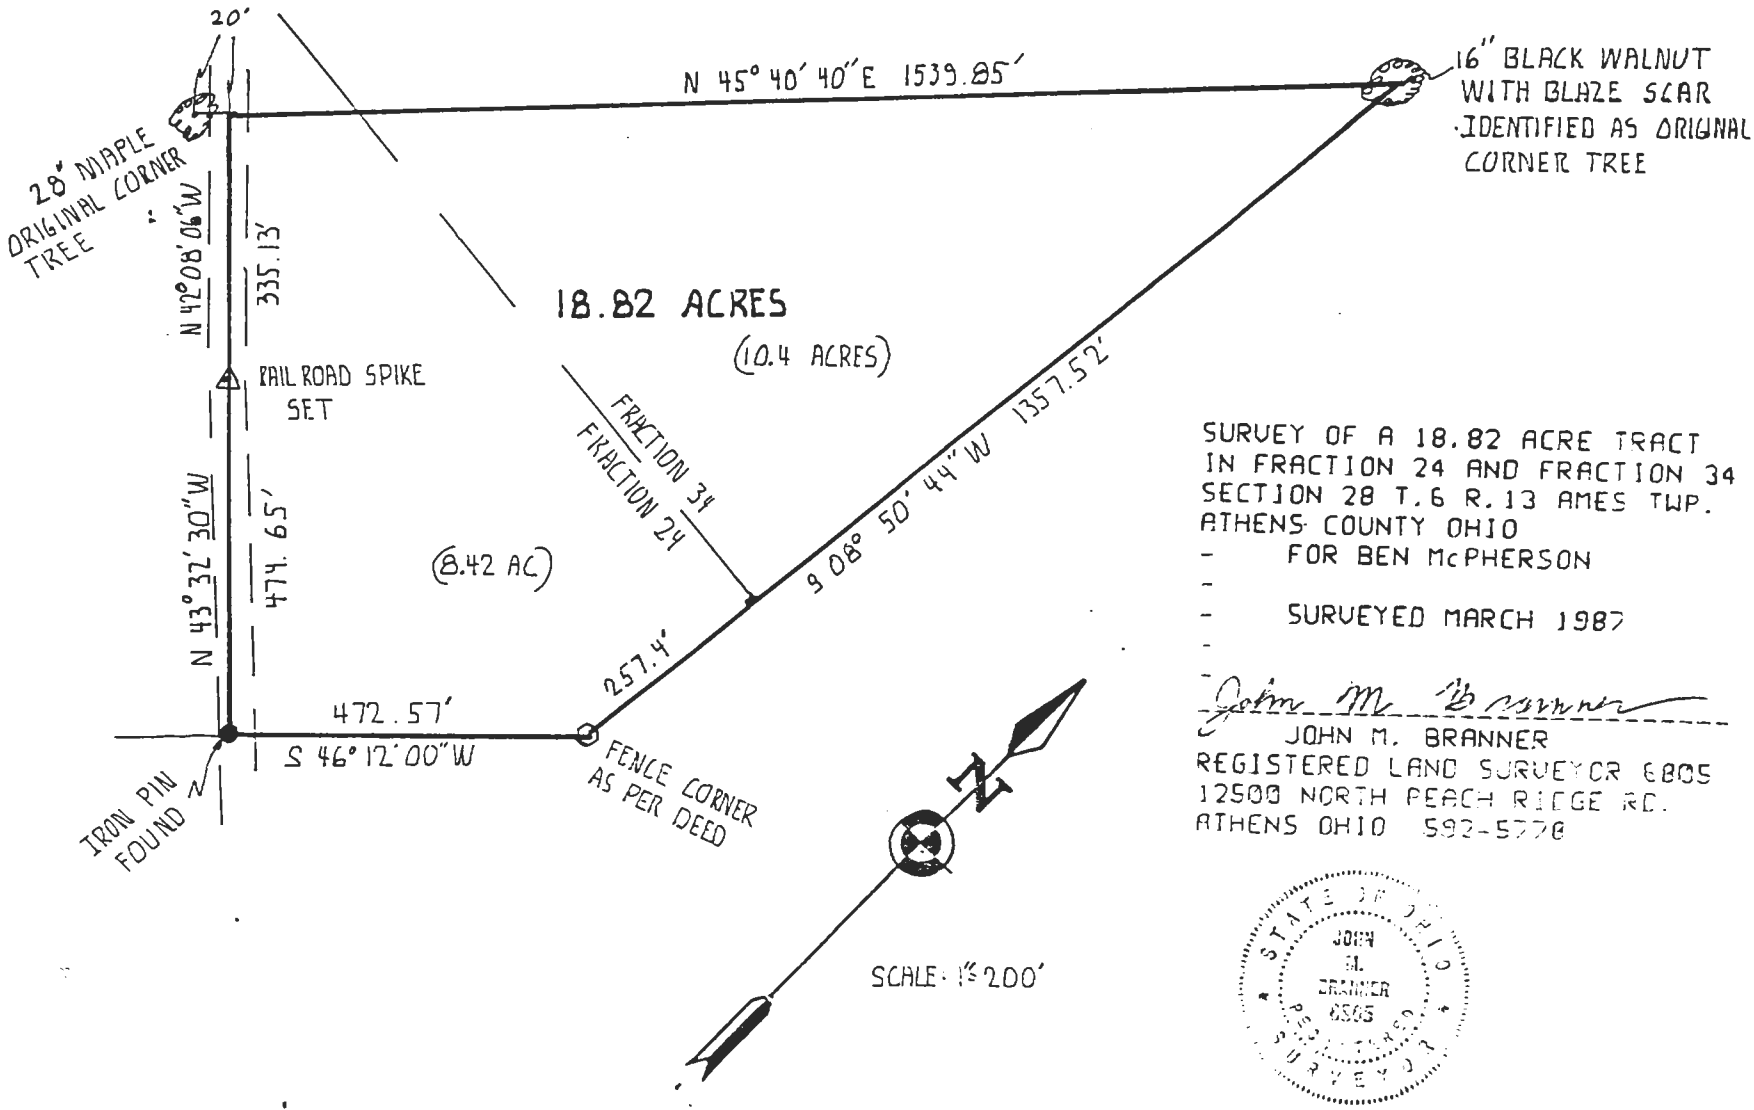 20'
N 45° 40' 40" E 1539.85'
16" BLACK WALNUT
WITH BLAZE SCAR
IDENTIFIED AS ORIGINAL
CORNER TREE
28" MAPLE
ORIGINAL CORNER
TREE
N 42° 08' 06" W
335.13'
18.82 ACRES
(10.4 ACRES)
RAILROAD SPIKE
SET
FRACTION 34
FRACTION 24
1357.52'
S 08° 50' 44" W
N 43° 32' 30" W
474.65'
(8.42 AC)
257.4'
472.57'
S 46° 12' 00" W
IRON PIN
FOUND
FENCE CORNER
AS PER DEED
N
SCALE: 1"=200'
SURVEY OF A 18.82 ACRE TRACT
IN FRACTION 24 AND FRACTION 34
SECTION 28 T.6 R.13 AMES TWP.
ATHENS COUNTY OHIO
FOR BEN McPHERSON
SURVEYED MARCH 1987
John M Branner
JOHN M. BRANNER
REGISTERED LAND SURVEYOR 6805
12500 NORTH PEACH RIDGE RD.
ATHENS OHIO
STATE OF OHIO
JOHN
M.
BRANNER
6805
REGISTERED
SURVEYOR